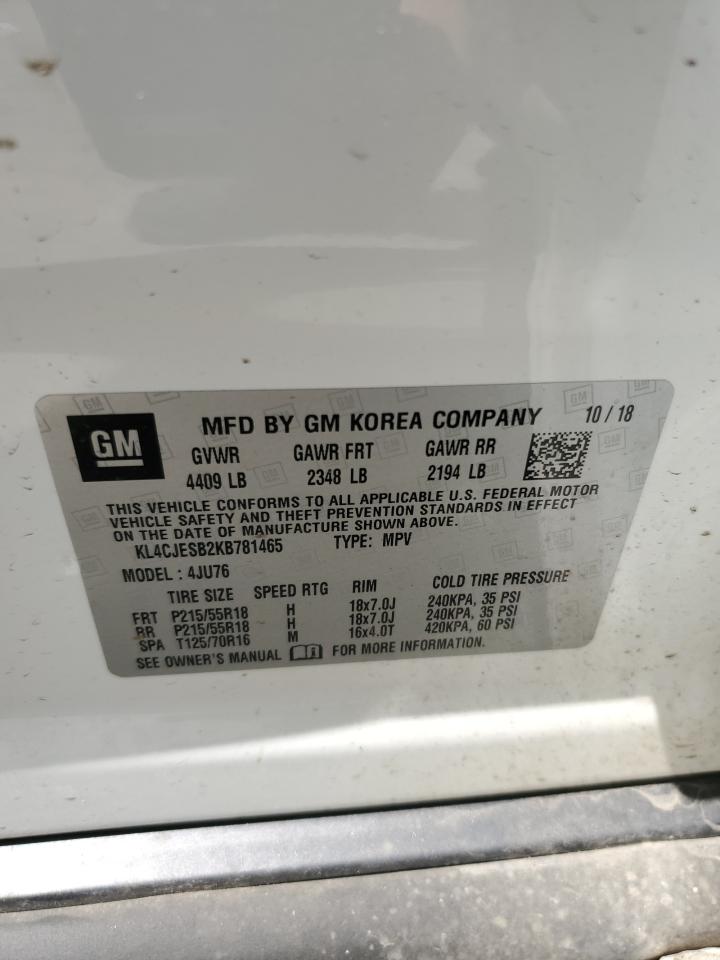 GM MFD BY GM KOREA COMPANY 10 / 18
GVWR GAWR FRT GAWR RR
4409 LB 2348 LB 2194 LB
THIS VEHICLE CONFORMS TO ALL APPLICABLE U.S. FEDERAL MOTOR
VEHICLE SAFETY AND THEFT PREVENTION STANDARDS IN EFFECT
ON THE DATE OF MANUFACTURE SHOWN ABOVE.
KL4CJESB2KB781465 TYPE: MPV
MODEL : 4JU76
TIRE SIZE SPEED RTG RIM COLD TIRE PRESSURE
FRT P215/55R18 H 18x7.0J 240KPA, 35 PSI
RR P215/55R18 H 18x7.0J 240KPA, 35 PSI
SPA T125/70R16 M 16x4.0T 420KPA, 60 PSI
SEE OWNER'S MANUAL FOR MORE INFORMATION.